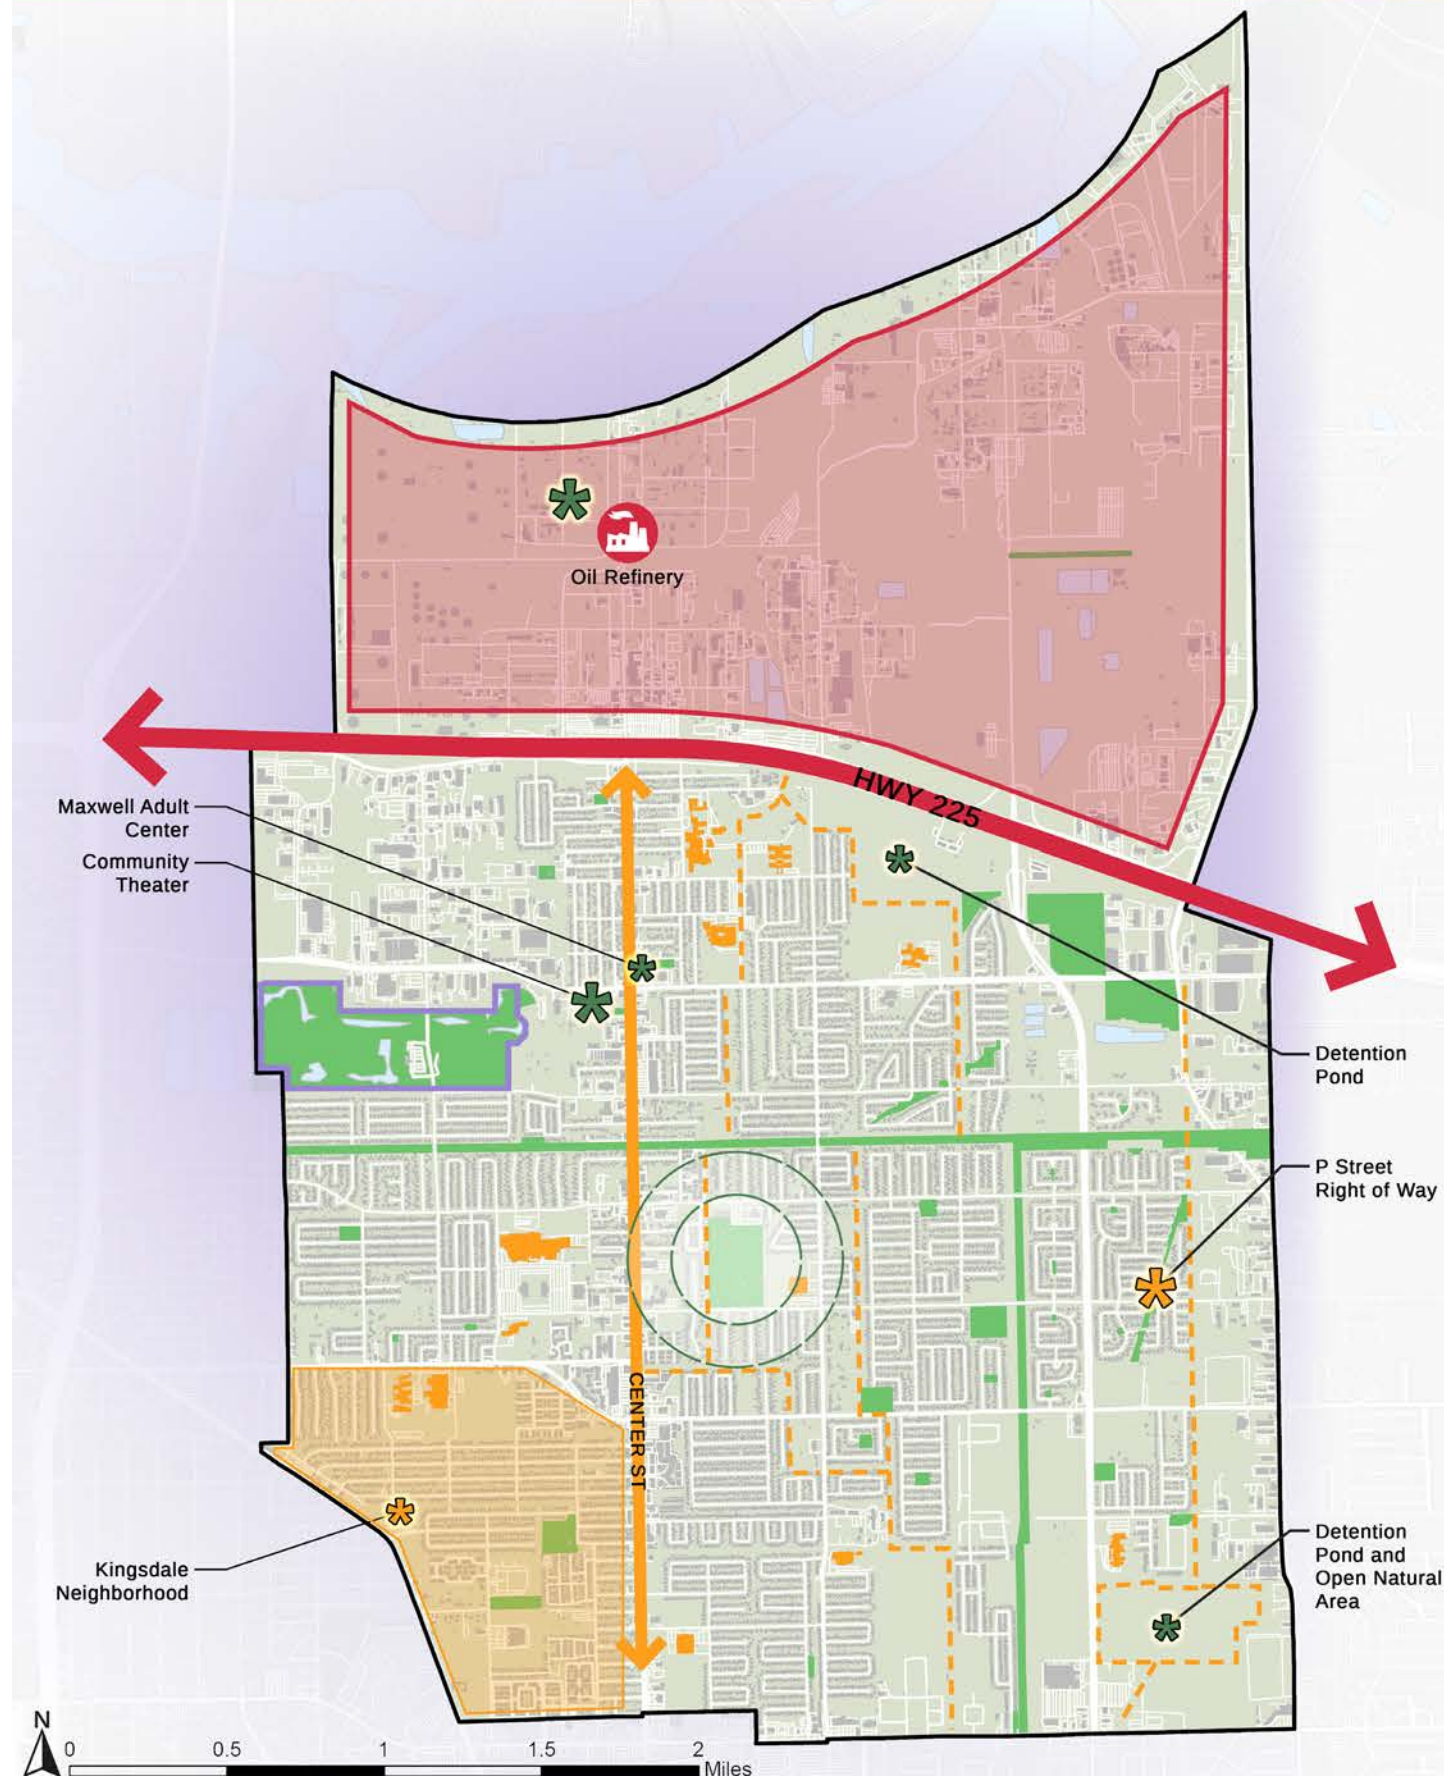 Oil Refinery
HWY 225
Maxwell Adult
Center
Community
Theater
Detention
Pond
P Street
Right of Way
CENTER ST
Kingsdale
Neighborhood
Detention
Pond and
Open Natural
Area
N
0 0.5 1 1.5 2
Miles